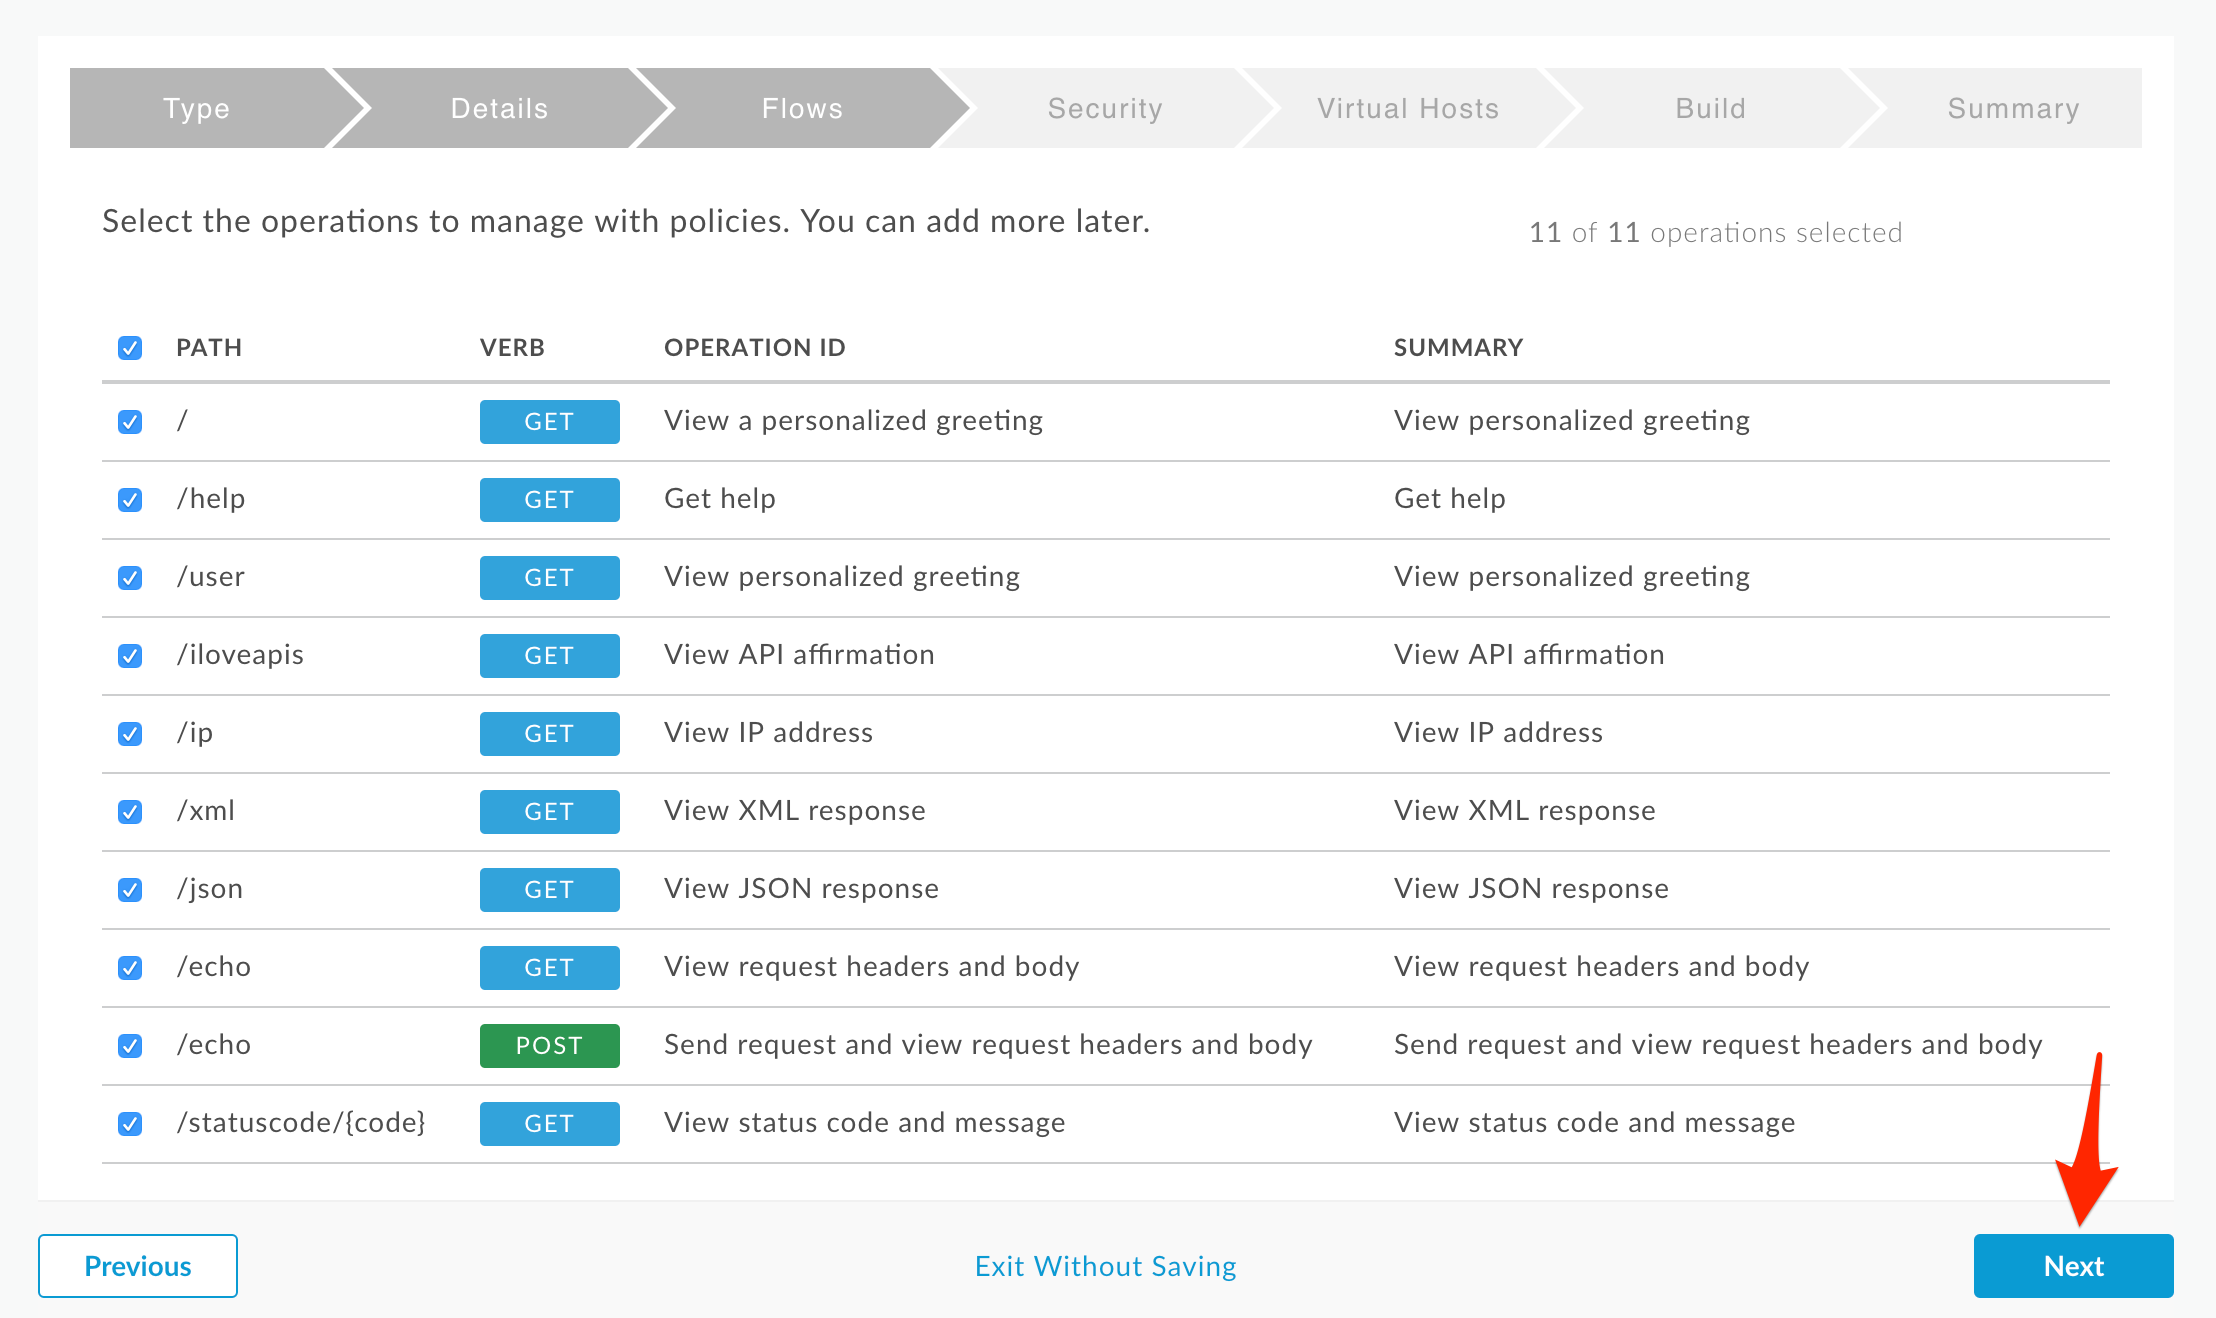 Type Details Flows Security Virtual Hosts Build Summary
Select the operations to manage with policies. You can add more later.
11 of 11 operations selected
PATH VERB OPERATION ID SUMMARY
/ GET View a personalized greeting View personalized greeting
/help GET Get help Get help
/user GET View personalized greeting View personalized greeting
/iloveapis GET View API affirmation View API affirmation
/ip GET View IP address View IP address
/xml GET View XML response View XML response
/json GET View JSON response View JSON response
/echo GET View request headers and body View request headers and body
/echo POST Send request and view request headers and body Send request and view request headers and body
/statuscode/{code} GET View status code and message View status code and message
Previous Exit Without Saving Next